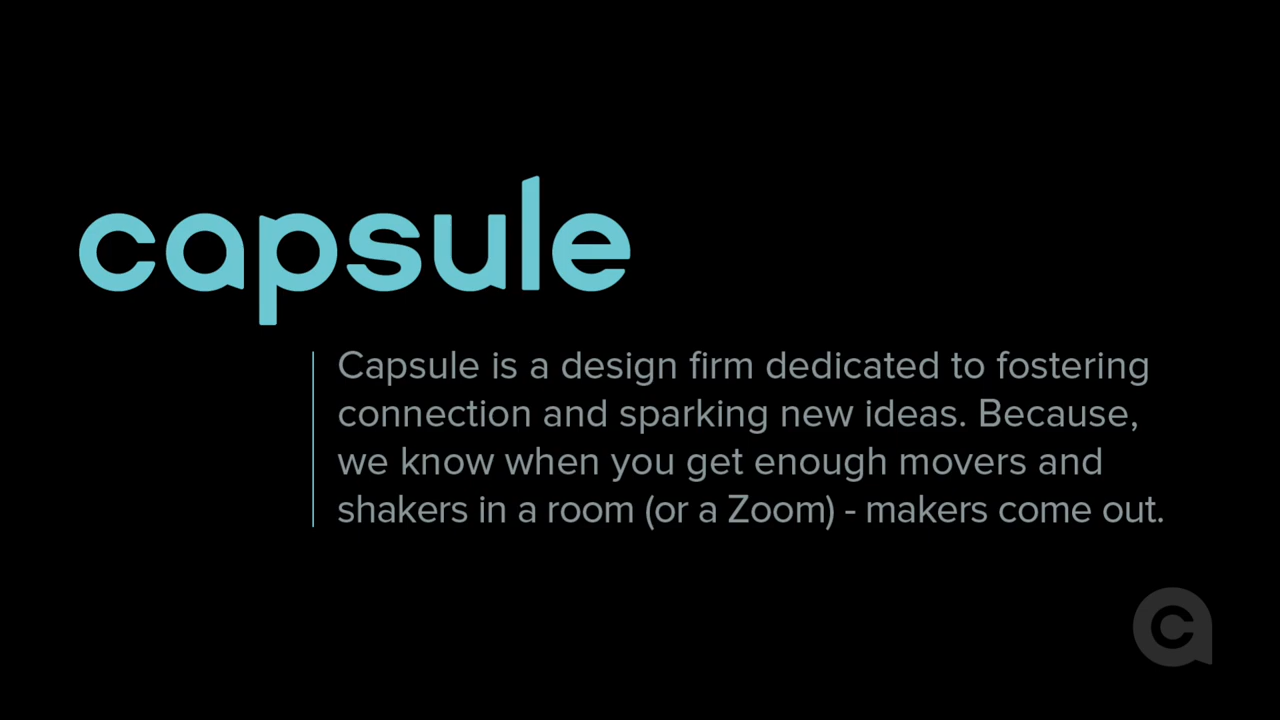 capsule
Capsule is a design firm dedicated to fostering
connection and sparking new ideas. Because,
we know when you get enough movers and
shakers in a room (or a Zoom) - makers come out.
c